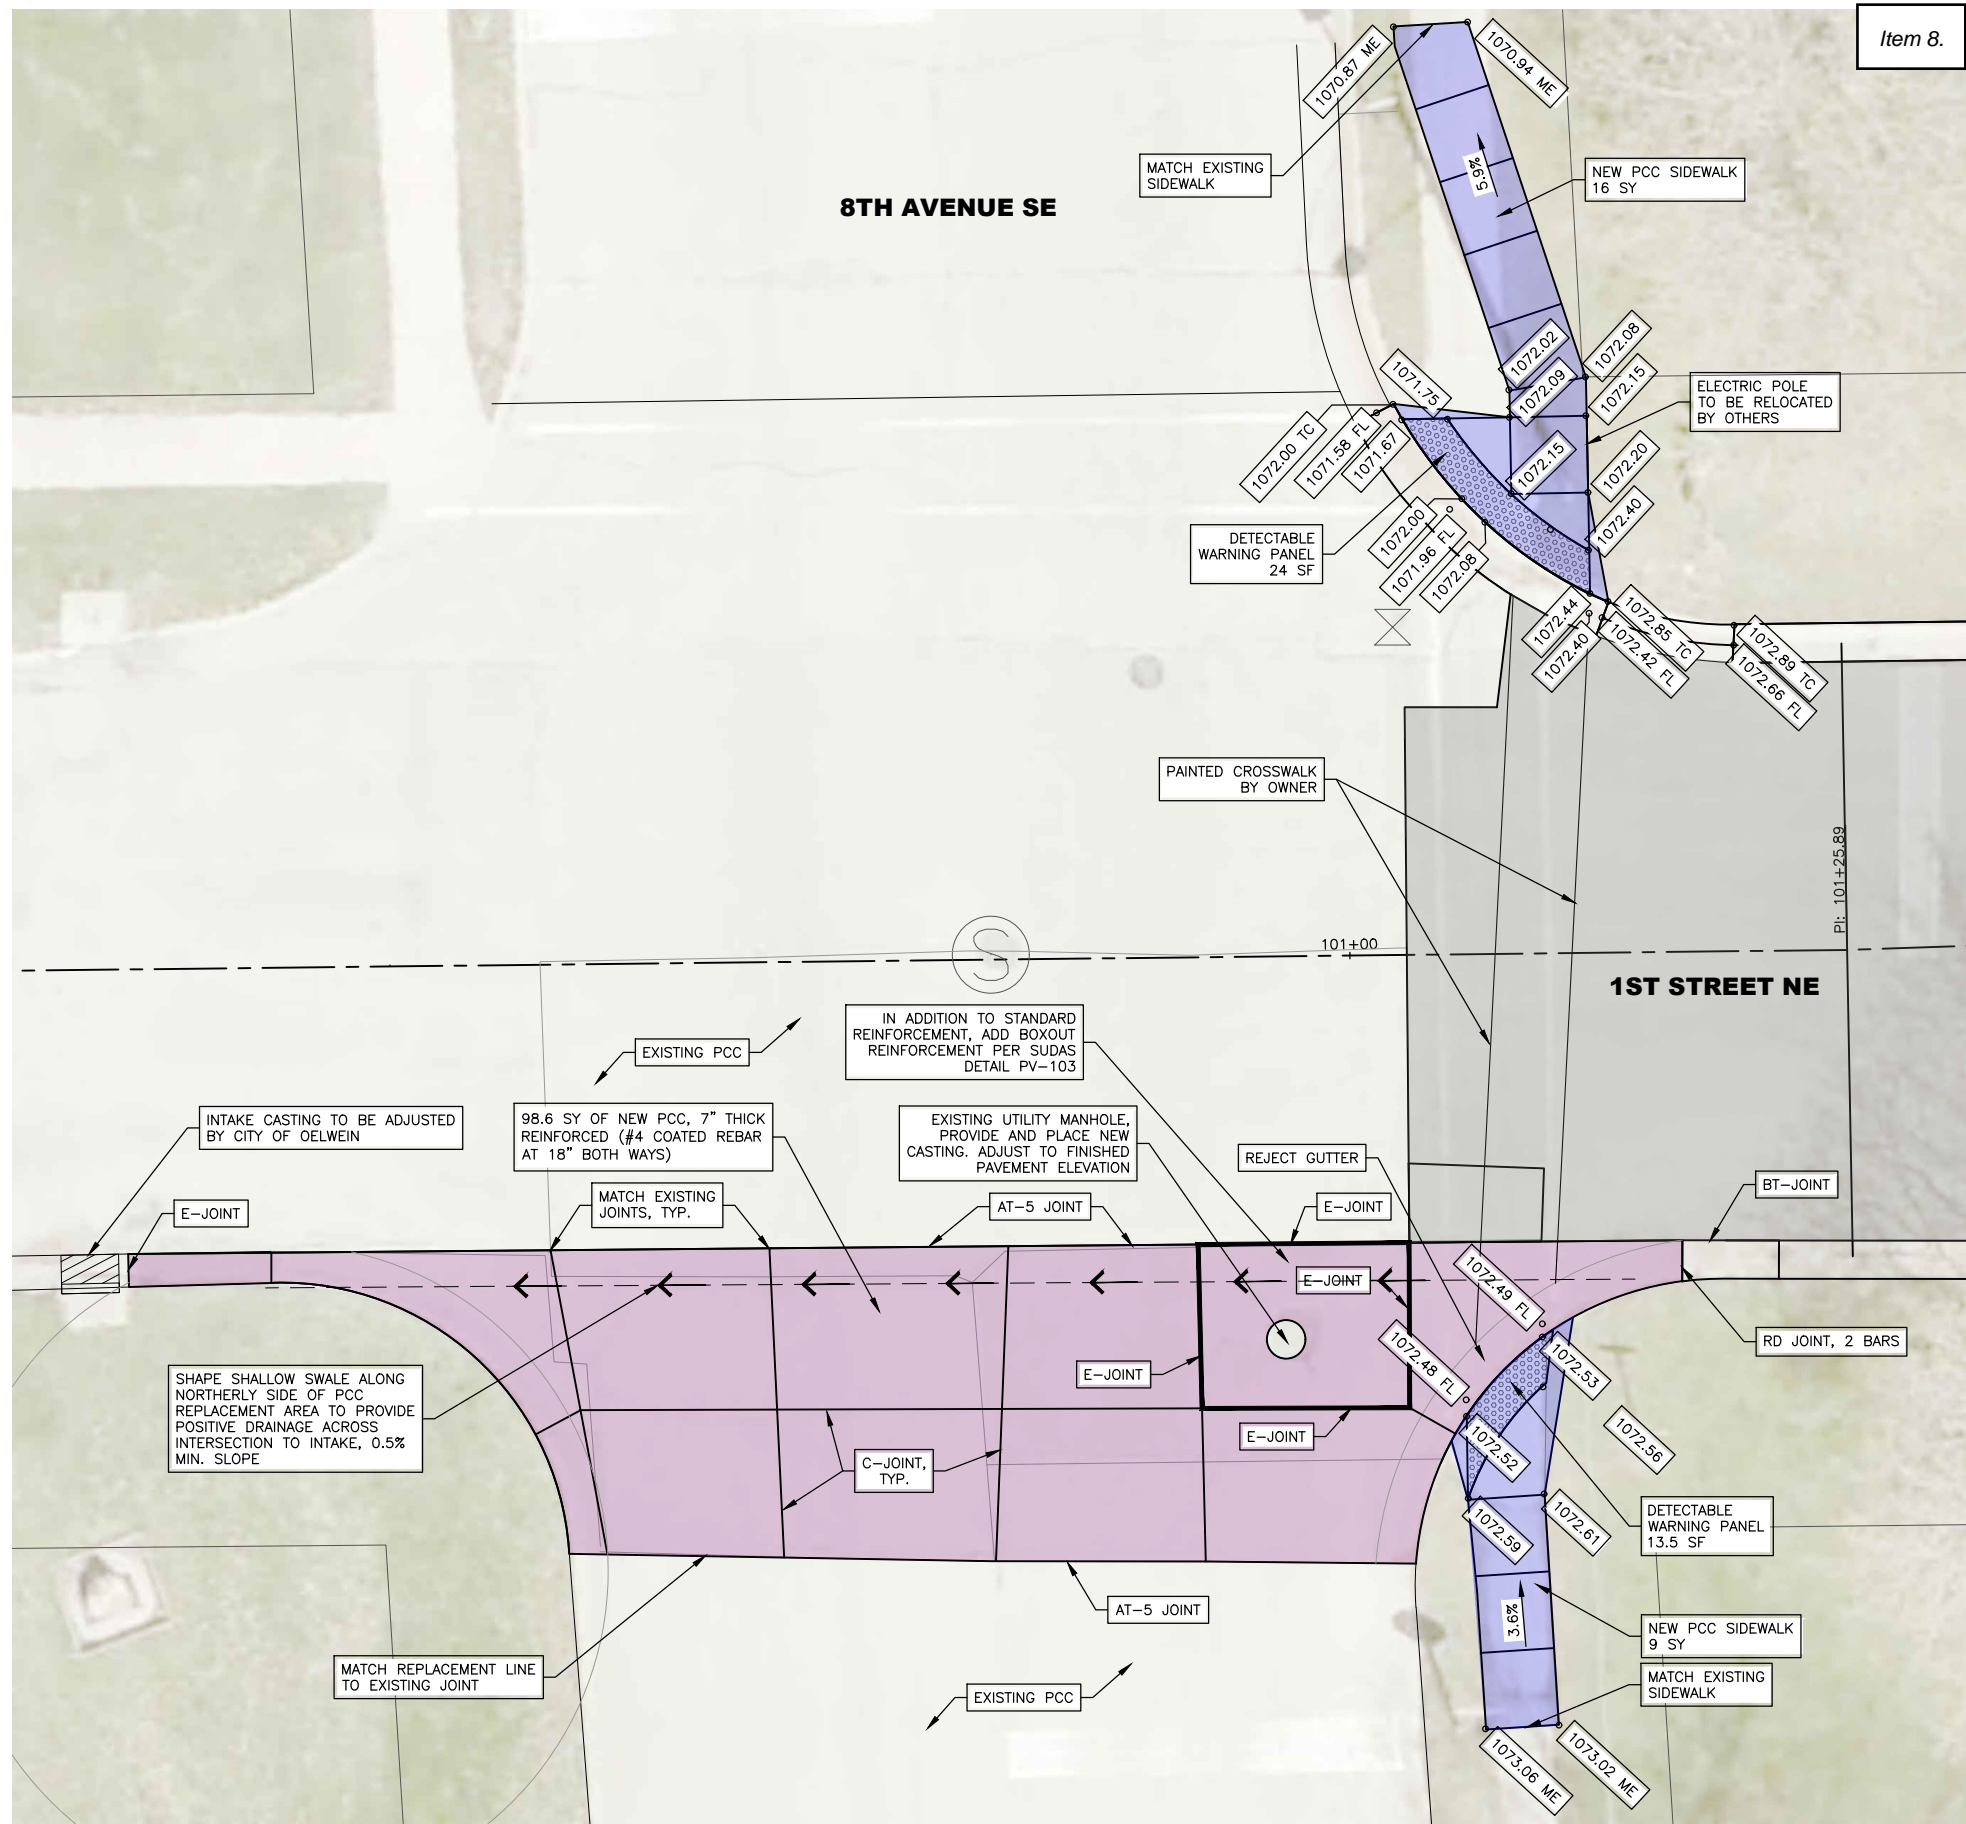 Item 8.
1070.87 ME
1070.94 ME
MATCH EXISTING
SIDEWALK
5.9%
NEW PCC SIDEWALK
16 SY
8TH AVENUE SE
1072.02
1072.08
1072.09
1072.15
1071.75
ELECTRIC POLE
TO BE RELOCATED
BY OTHERS
1072.00 TC
1071.58 FL
1071.67
1072.15
1072.20
1072.40
DETECTABLE
WARNING PANEL
24 SF
1072.00
1071.96 FL
1072.08
1072.44
1072.40
1072.85 TC
1072.42 FL
1072.89 TC
1072.66 FL
PAINTED CROSSWALK
BY OWNER
PI: 101+25.89
101+00
1ST STREET NE
IN ADDITION TO STANDARD
REINFORCEMENT, ADD BOXOUT
REINFORCEMENT PER SUDAS
DETAIL PV-103
EXISTING PCC
S
INTAKE CASTING TO BE ADJUSTED
BY CITY OF OELWEIN
98.6 SY OF NEW PCC, 7" THICK
REINFORCED (#4 COATED REBAR
AT 18" BOTH WAYS)
EXISTING UTILITY MANHOLE,
PROVIDE AND PLACE NEW
CASTING. ADJUST TO FINISHED
PAVEMENT ELEVATION
REJECT GUTTER
BT-JOINT
E-JOINT
MATCH EXISTING
JOINTS, TYP.
AT-5 JOINT
E-JOINT
E-JOINT
1072.49 FL
1072.48 FL
RD JOINT, 2 BARS
SHAPE SHALLOW SWALE ALONG
NORTHERLY SIDE OF PCC
REPLACEMENT AREA TO PROVIDE
POSITIVE DRAINAGE ACROSS
INTERSECTION TO INTAKE, 0.5%
MIN. SLOPE
E-JOINT
1072.53
E-JOINT
1072.52
1072.56
C-JOINT,
TYP.
1072.59
1072.61
DETECTABLE
WARNING PANEL
13.5 SF
AT-5 JOINT
3.6%
NEW PCC SIDEWALK
9 SY
MATCH REPLACEMENT LINE
TO EXISTING JOINT
EXISTING PCC
MATCH EXISTING
SIDEWALK
1073.06 ME
1073.02 ME